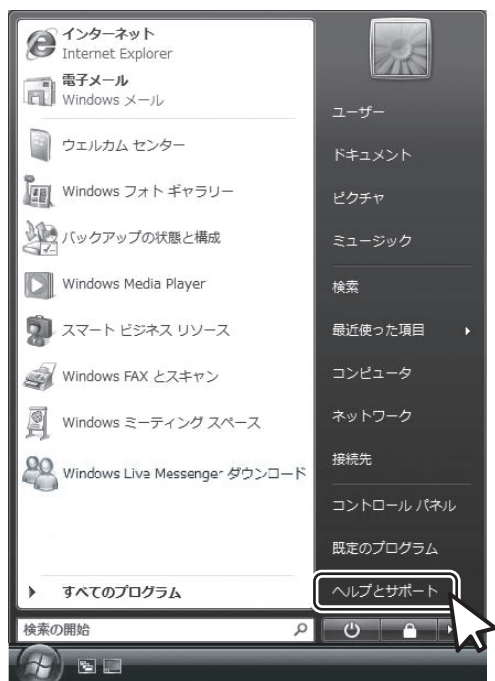 インターネット
Internet Explorer
電子メール
Windows メール
ウェルカム センター
Windows フォト ギャラリー
バックアップの状態と構成
Windows Media Player
スマート ビジネス リソース
Windows FAX とスキャン
Windows ミーティング スペース
Windows Live Messenger ダウンロード
すべてのプログラム
検索の開始
ユーザー
ドキュメント
ピクチャ
ミュージック
検索
最近使った項目
コンピュータ
ネットワーク
接続先
コントロール パネル
既定のプログラム
ヘルプとサポート